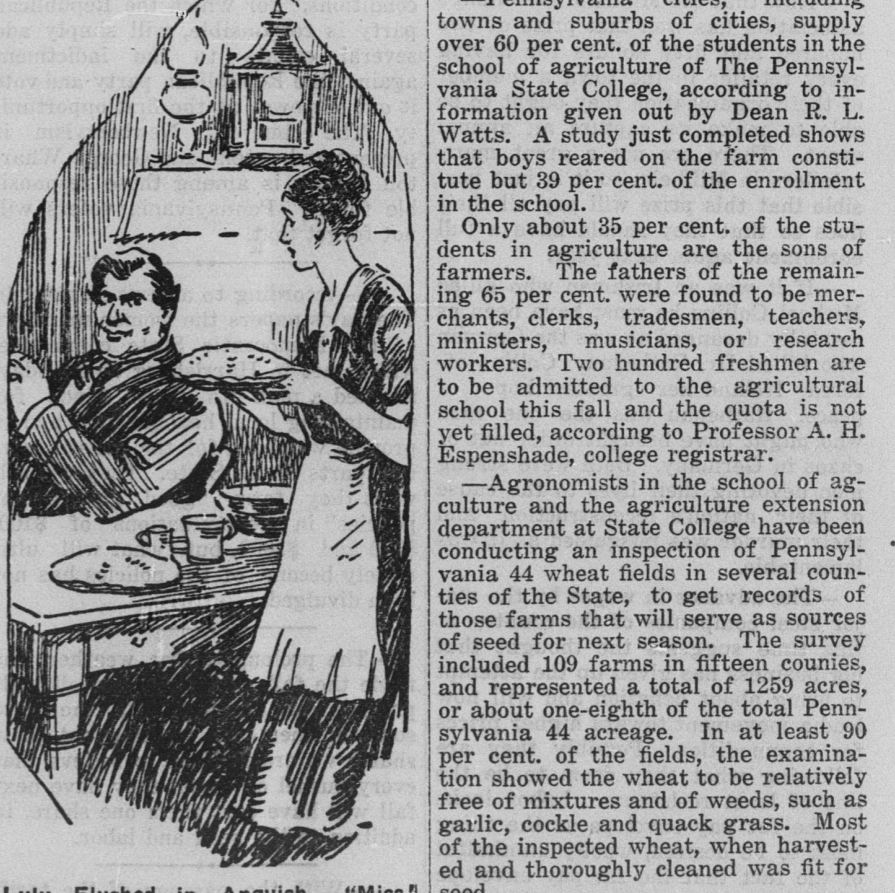 —Pennsylvania cities, including
towns and suburbs of cities, supply
over 60 per cent. of the students in the
school of agriculture of The Pennsyl-
vania State College, according to in-
formation given out by Dean R. L.
Watts. A study just completed shows
that boys reared on the farm consti-
tute but 39 per cent. of the enrollment
in the school.
Only about 35 per cent. of the stu-
dents in agriculture are the sons of
farmers. The fathers of the remain-
ing 65 per cent. were found to be mer-
chants, clerks, tradesmen, teachers,
ministers, musicians, or research
workers. Two hundred freshmen are
to be admitted to the agricultural
school this fall and the quota is not
yet filled, according to Professor A. H.
Espenshade, college registrar.
—Agronomists in the school of ag-
culture and the agriculture extension
department at State College have been
conducting an inspection of Pennsyl-
vania 44 wheat fields in several coun-
ties of the State, to get records of
those farms that will serve as sources
of seed for next season. The survey
included 109 farms in fifteen counies,
and represented a total of 1259 acres,
or about one-eighth of the total Penn-
sylvania 44 acreage. In at least 90
per cent. of the fields, the examina-
tion showed the wheat to be relatively
free of mixtures and of weeds, such as
garlic, cockle and quack grass. Most
of the inspected wheat, when harvest-
ed and thoroughly cleaned was fit for
seed
Lulu Flushed in Anguish. "Miss"